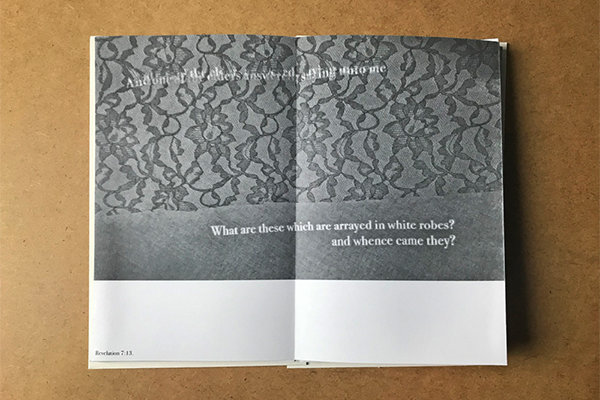 And one of the elders answered, saying unto me
What are these which are arrayed in white robes?
and whence came they?
Revelation 7:13.